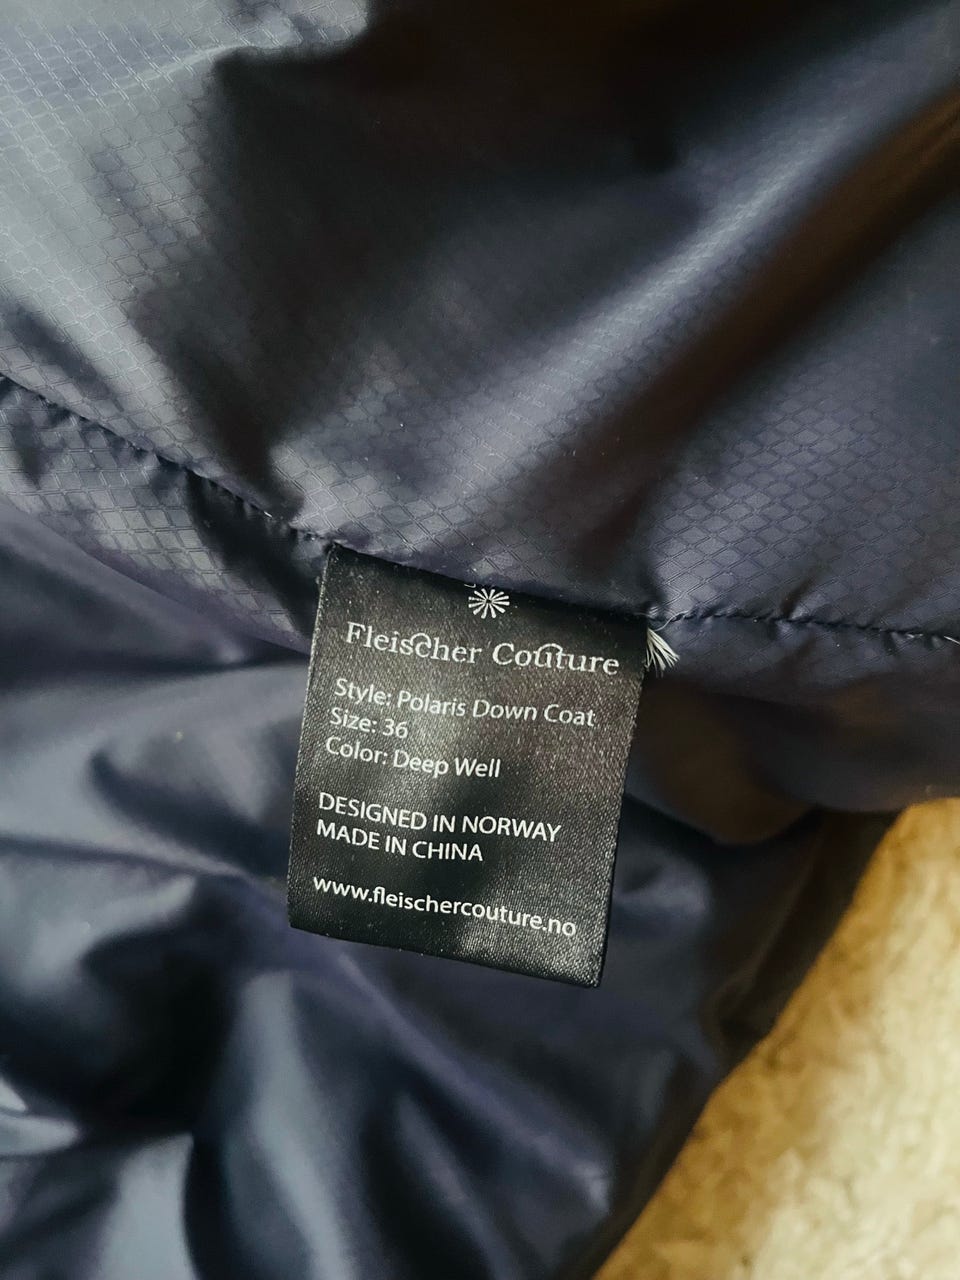 Fleischer Couture
Style: Polaris Down Coat
Size: 36
Color: Deep Well
DESIGNED IN NORWAY
MADE IN CHINA
www.fleischercouture.no